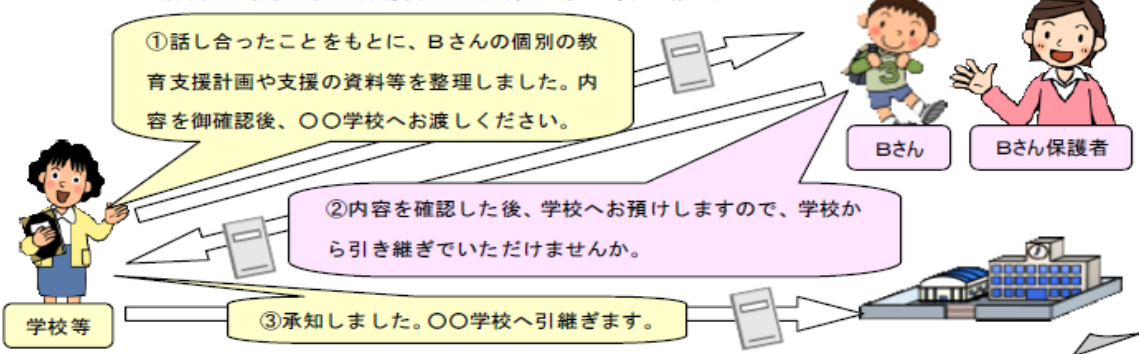 ①話し合ったことをもとに、Bさんの個別の教
育支援計画や支援の資料等を整理しました。内
容を御確認後、〇〇学校へお渡しください。
Bさん
Bさん保護者
②内容を確認した後、学校へお預けしますので、学校か
ら引き継ぎでいただけませんか。
学校等
③承知しました。〇〇学校へ引継ぎます。